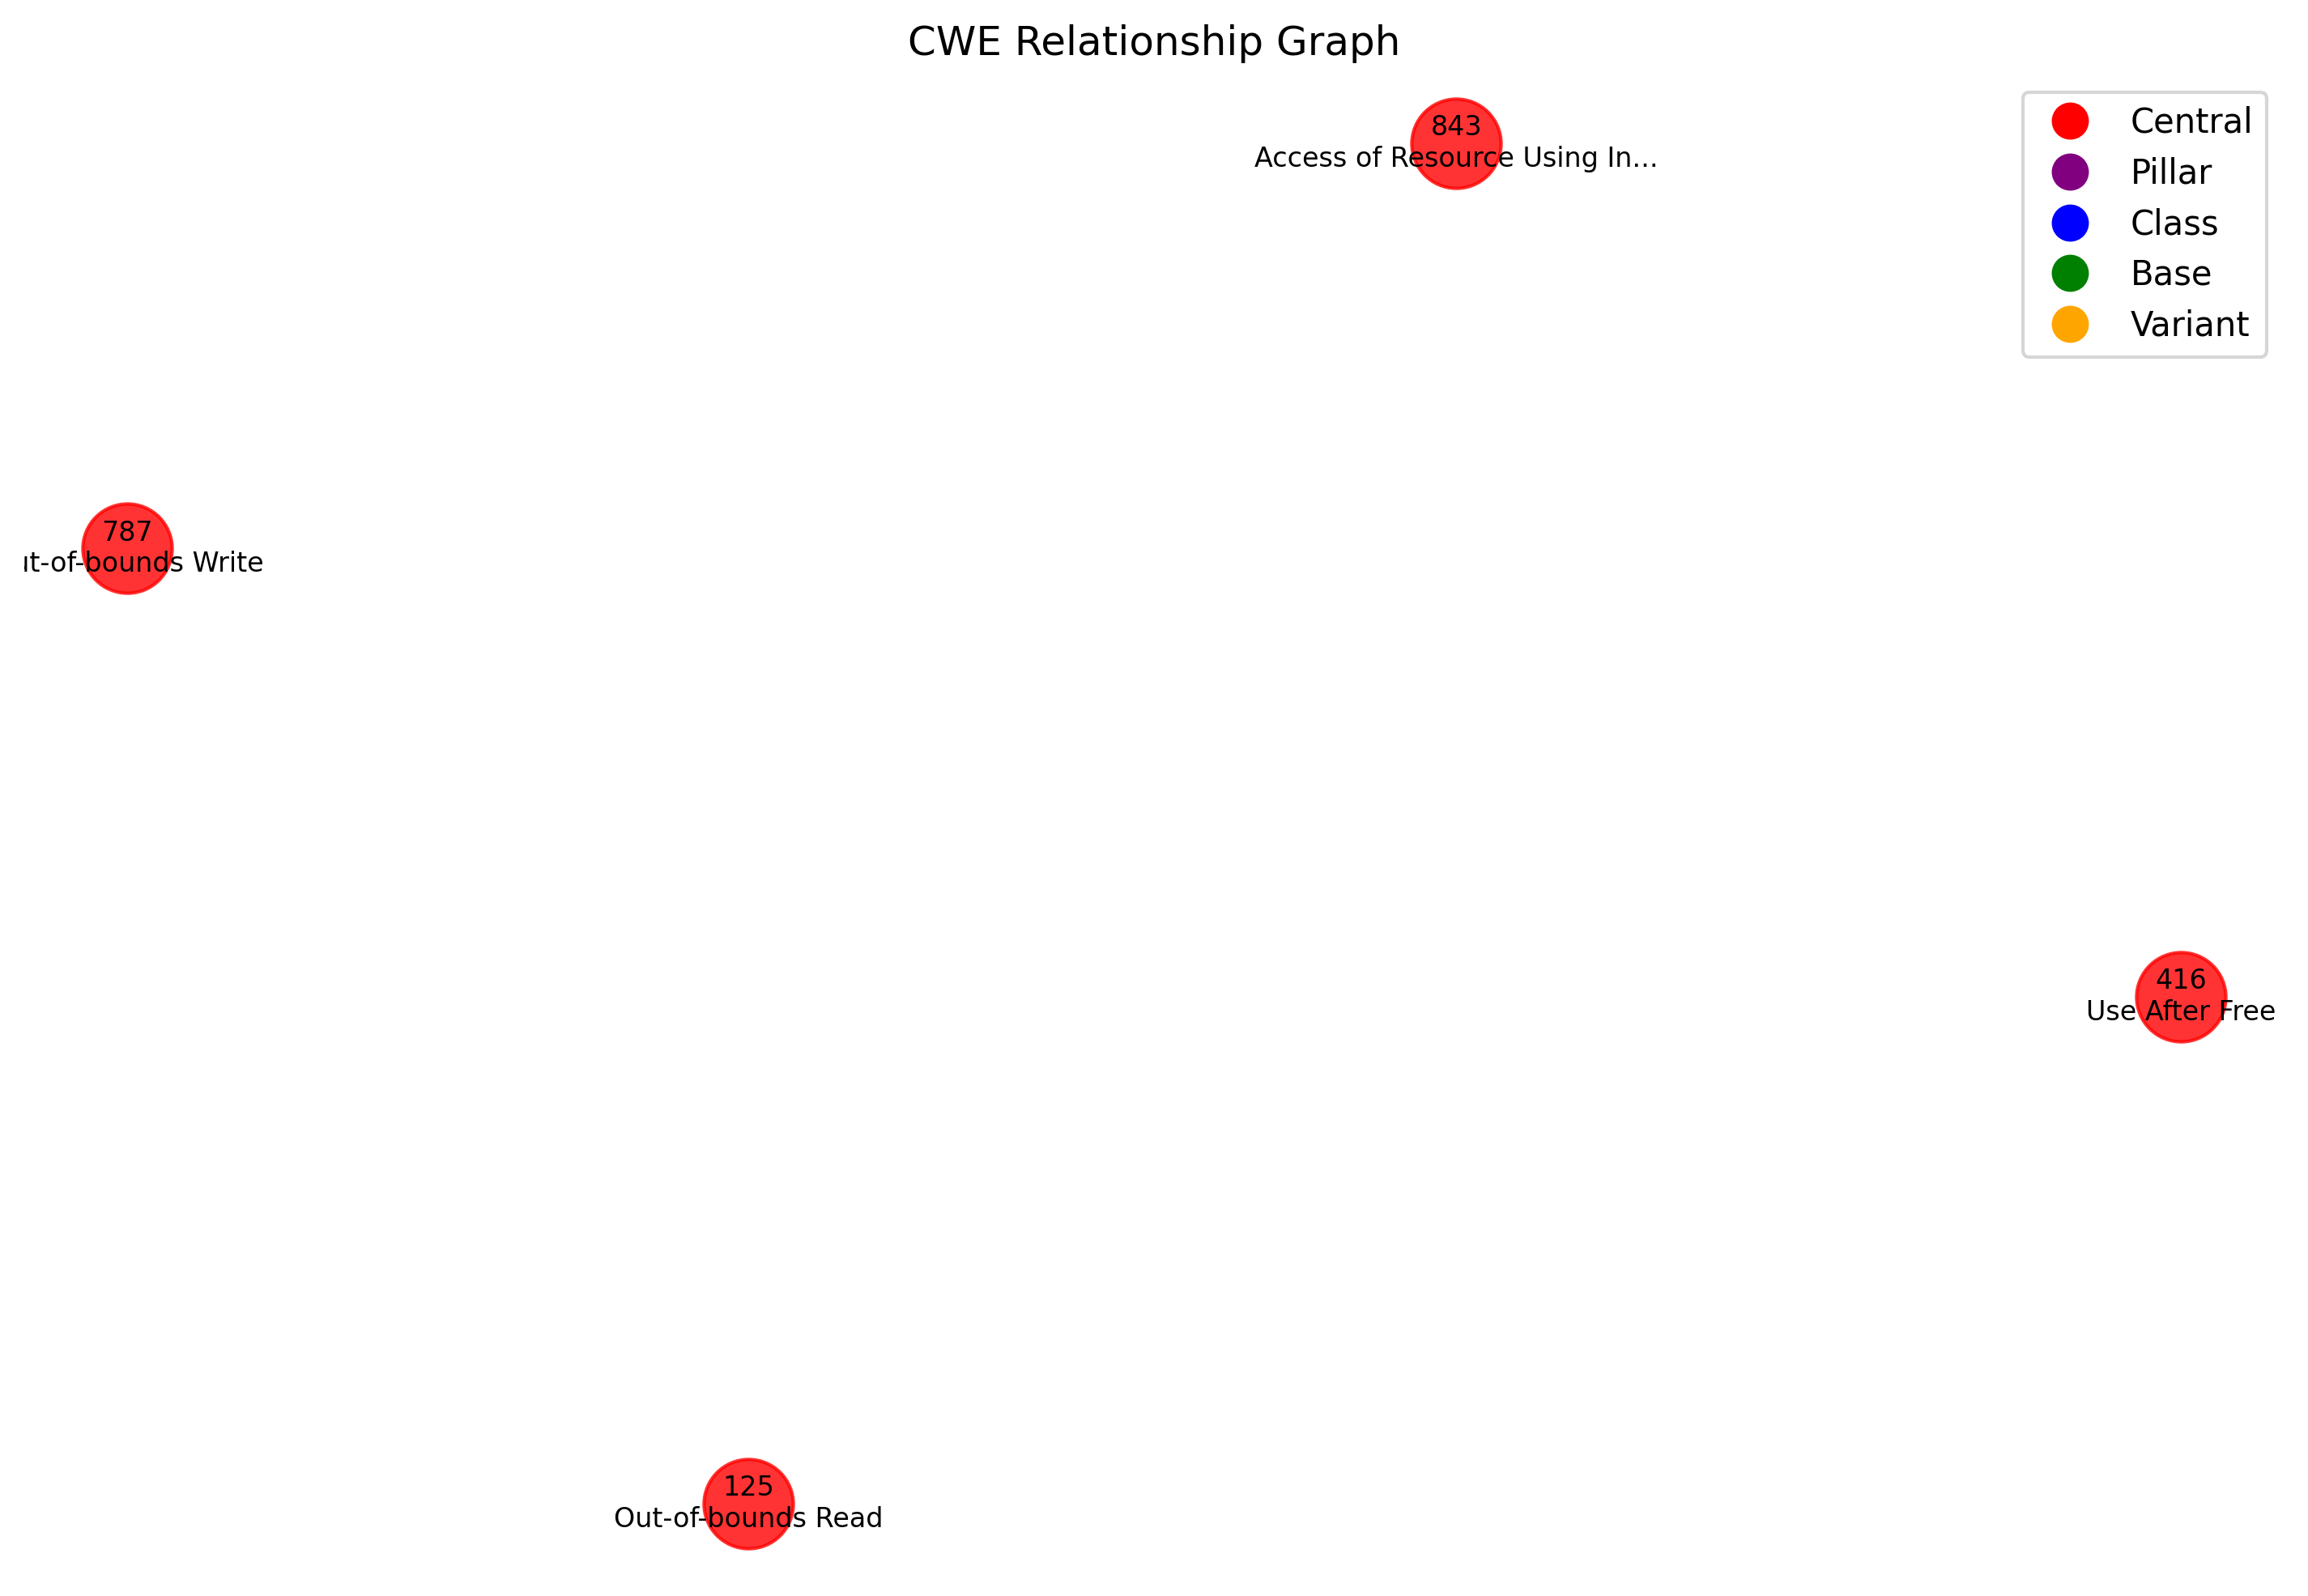 CWE Relationship Graph
843
Access of Resource Using In...
Central
Pillar
Class
Base
Variant
787
t-of-bounds Write
416
Use After Free
125
Out-of-bounds Read